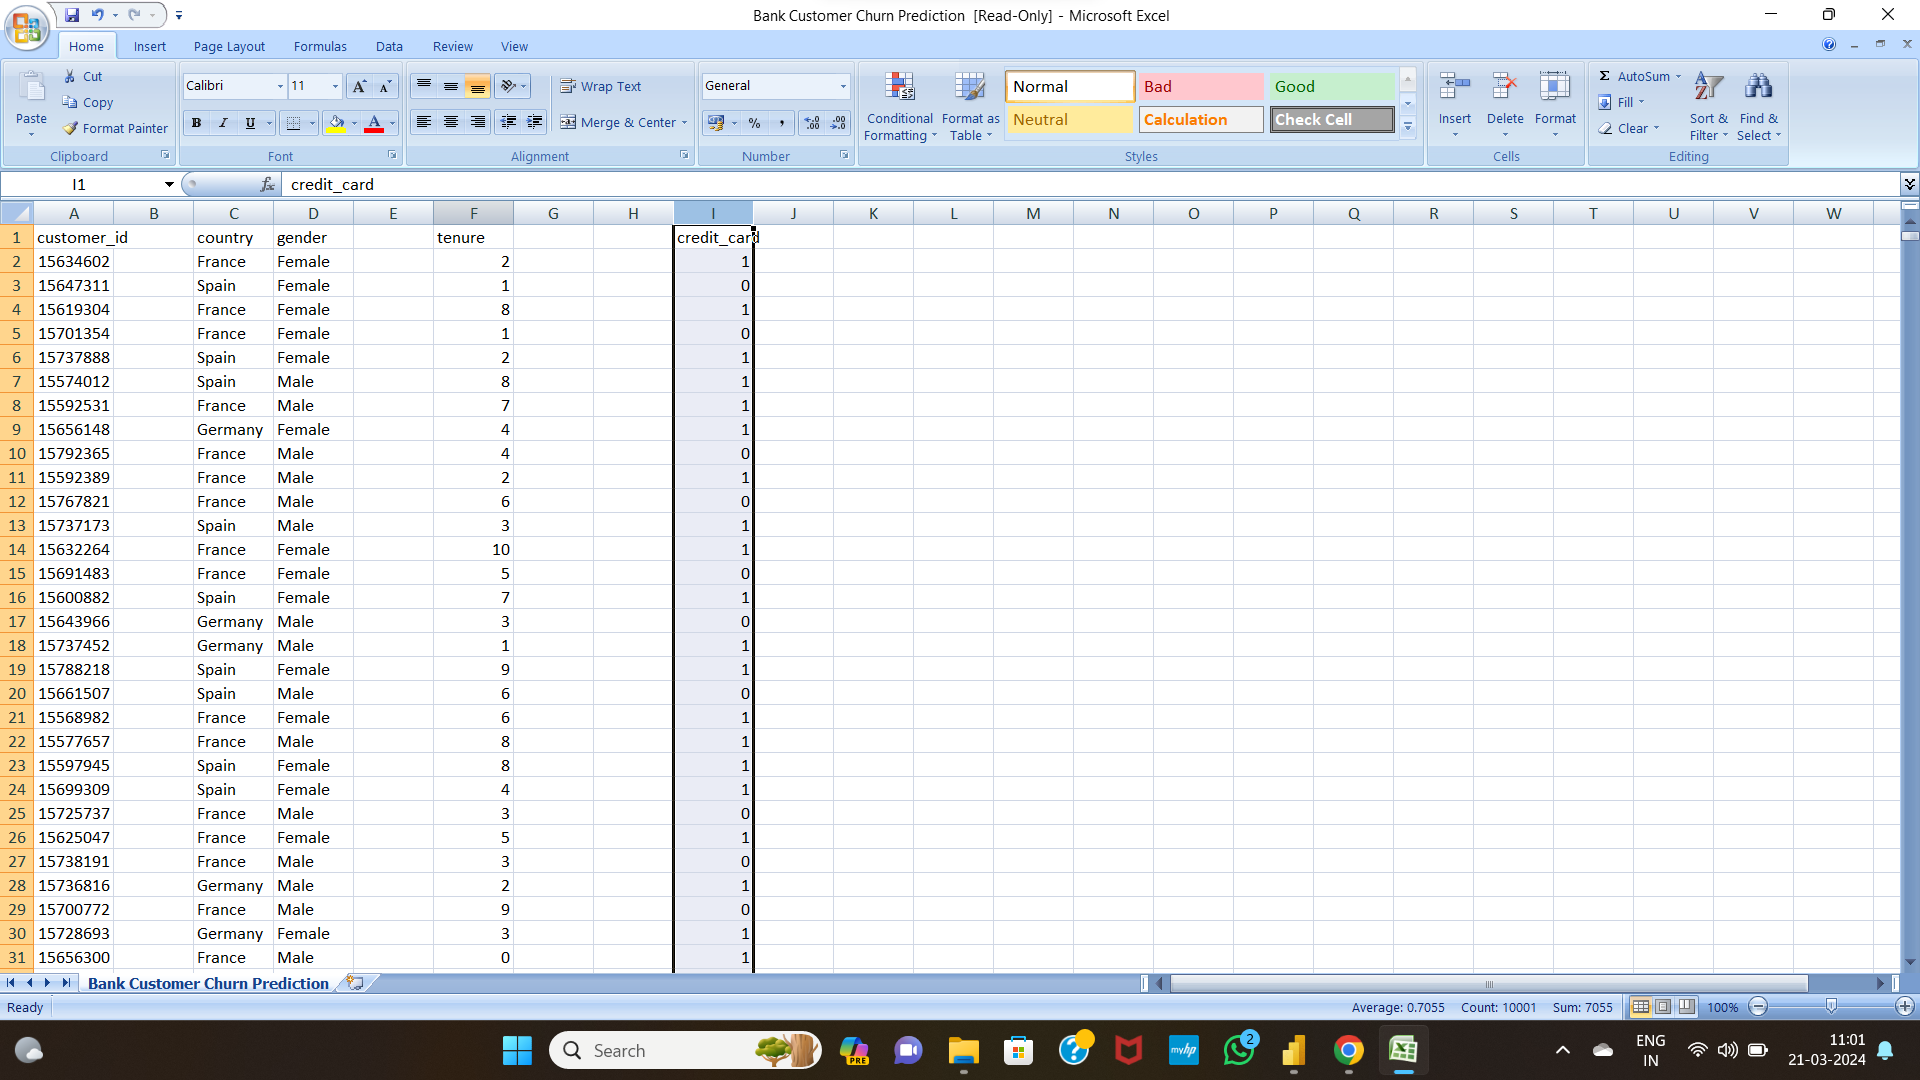 Bank Customer Churn Prediction [Read-Only] - Microsoft Excel
Home Insert Page Layout Formulas Data Review View
Paste
Cut
Copy
Format Painter
Clipboard
Calibri 11
B I U
Font
Wrap Text
Merge & Center
Alignment
General
% ,
Number
Conditional Formatting
Format as Table
Normal Bad Good
Neutral Calculation Check Cell
Styles
Insert Delete Format
Cells
Σ AutoSum
Fill
Clear
Sort & Filter
Find & Select
Editing
I1 fx credit_card
A B C D E F G H I J K L M N O P Q R S T U V W
1 customer_id country gender tenure credit_card
2 15634602 France Female 2 1
3 15647311 Spain Female 1 0
4 15619304 France Female 8 1
5 15701354 France Female 1 0
6 15737888 Spain Female 2 1
7 15574012 Spain Male 8 1
8 15592531 France Male 7 1
9 15656148 Germany Female 4 1
10 15792365 France Male 4 0
11 15592389 France Male 2 1
12 15767821 France Male 6 0
13 15737173 Spain Male 3 1
14 15632264 France Female 10 1
15 15691483 France Female 5 0
16 15600882 Spain Female 7 1
17 15643966 Germany Male 3 0
18 15737452 Germany Male 1 1
19 15788218 Spain Female 9 1
20 15661507 Spain Male 6 0
21 15568982 France Female 6 1
22 15577657 France Male 8 1
23 15597945 Spain Female 8 1
24 15699309 Spain Female 4 1
25 15725737 France Male 3 0
26 15625047 France Female 5 1
27 15738191 France Male 3 0
28 15736816 Germany Male 2 1
29 15700772 France Male 9 0
30 15728693 Germany Female 3 1
31 15656300 France Male 0 1
Bank Customer Churn Prediction
Ready Average: 0.7055 Count: 10001 Sum: 7055 100%
Search
PRE
myhp
2
ENG
IN
11:01
21-03-2024